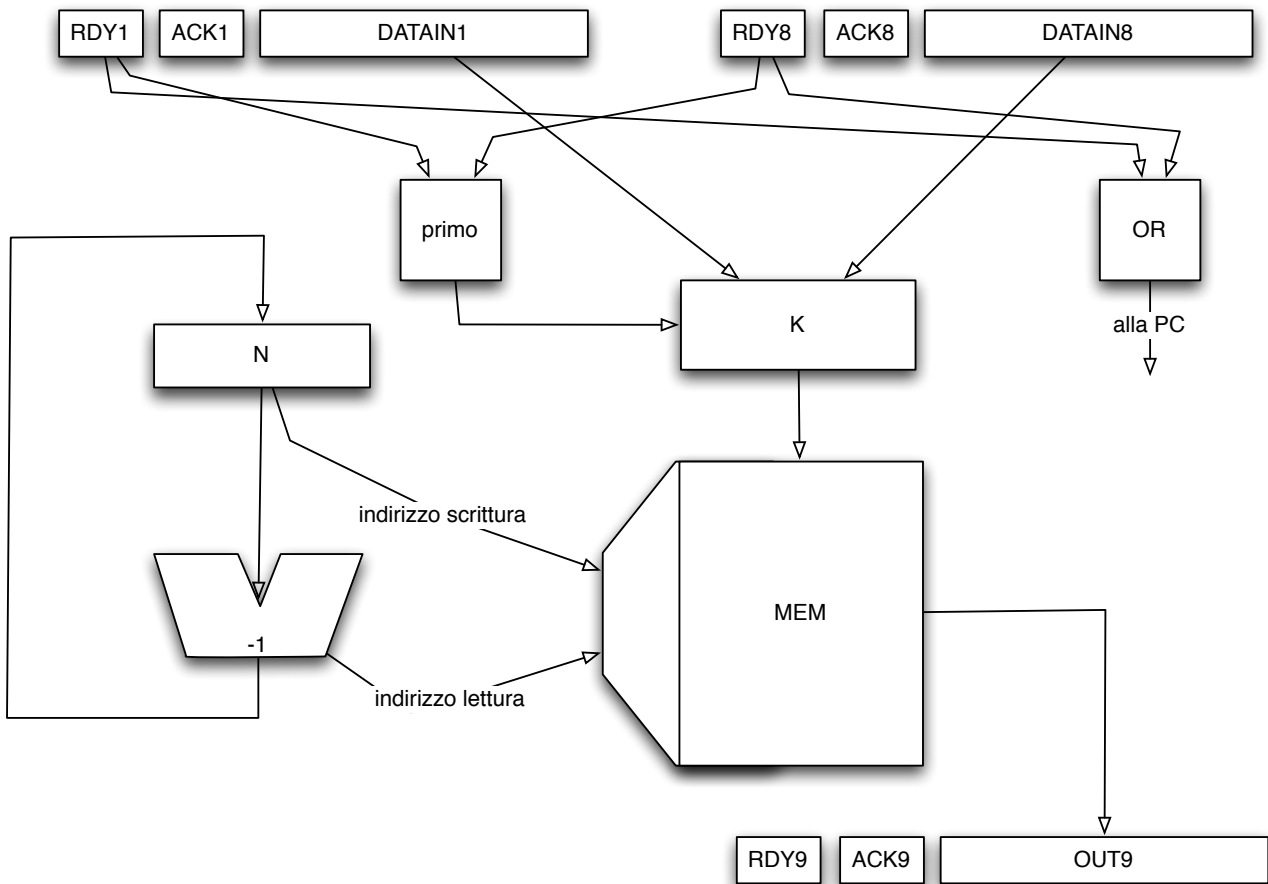 RDY1 ACK1 DATAIN1 RDY8 ACK8 DATAIN8
primo OR
N K alla PC
indirizzo scrittura
MEM
-1
indirizzo lettura
RDY9 ACK9 OUT9